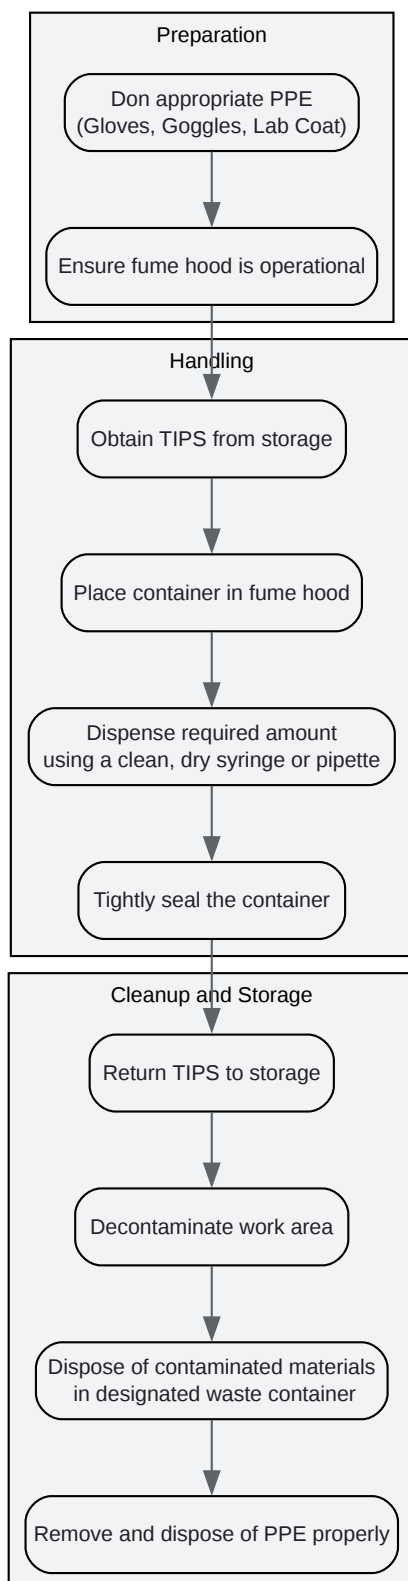 Preparation
Don appropriate PPE
(Gloves, Goggles, Lab Coat)
Ensure fume hood is operational
Handling
Obtain TIPS from storage
Place container in fume hood
Dispense required amount
using a clean, dry syringe or pipette
Tightly seal the container
Cleanup and Storage
Return TIPS to storage
Decontaminate work area
Dispose of contaminated materials
in designated waste container
Remove and dispose of PPE properly